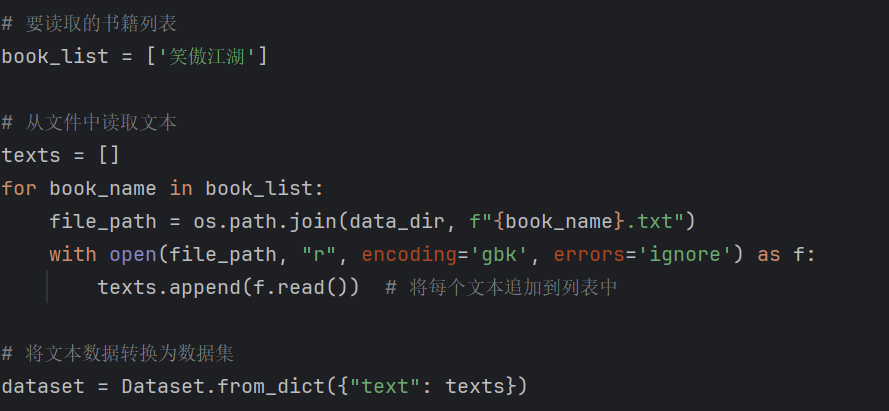 # 要读取的书籍列表
book_list = ['笑傲江湖']
# 从文件中读取文本
texts = []
for book_name in book_list:
    file_path = os.path.join(data_dir, f"{book_name}.txt")
    with open(file_path, "r", encoding='gbk', errors='ignore') as f:
        texts.append(f.read())  # 将每个文本追加到列表中
# 将文本数据转换为数据集
dataset = Dataset.from_dict({"text": texts})